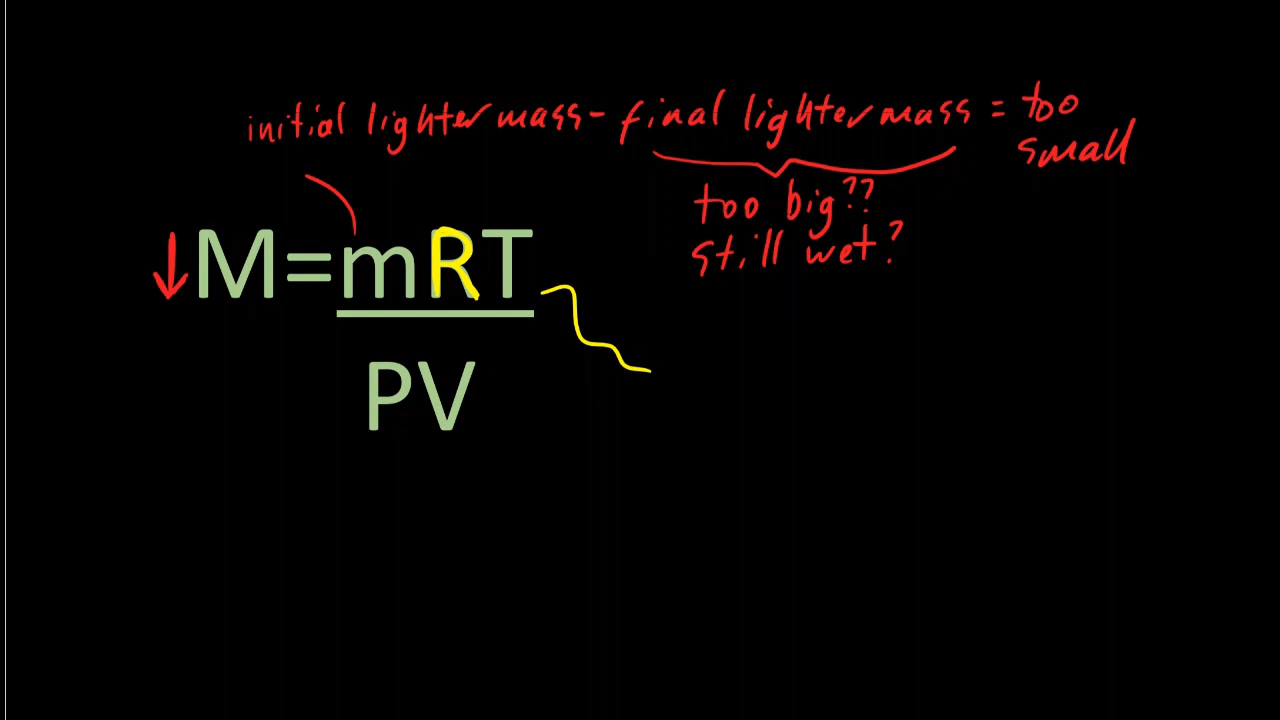 initial lighter mass - final lighter mass = too
small
too big??
still wet?
↓M=mRT
PV